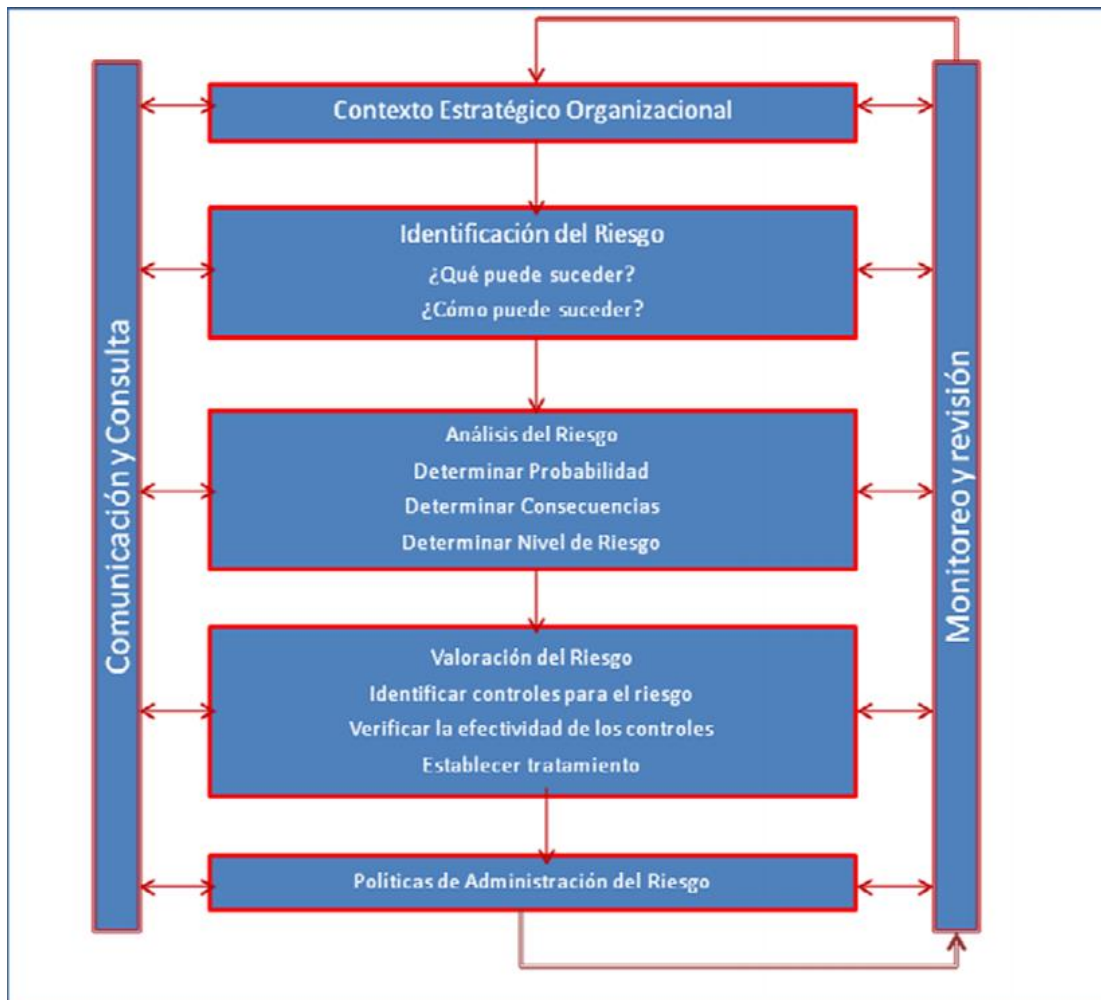 Comunicación y Consulta
Contexto Estratégico Organizacional
Identificación del Riesgo
¿Qué puede suceder?
¿Cómo puede suceder?
Análisis del Riesgo
Determinar Probabilidad
Determinar Consecuencias
Determinar Nivel de Riesgo
Valoración del Riesgo
Identificar controles para el riesgo
Verificar la efectividad de los controles
Establecer tratamiento
Políticas de Administración del Riesgo
Monitoreo y revisión